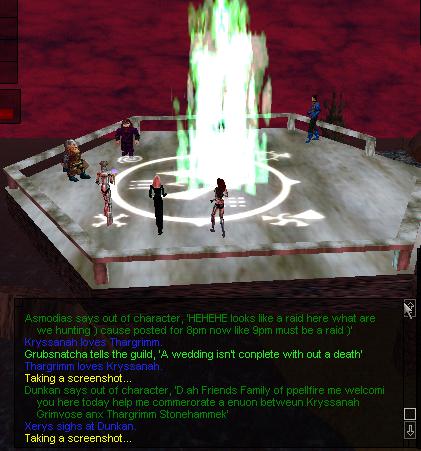 Asmodias says out of character, 'HEHEHE looks like a raid here what are
we hunting ) cause posted for 8pm now like 9pm must be a raid )'
Kryssanah loves Thargrimm.
Grubsnatcha tells the guild, 'A wedding isn't conplete with out a death'
Thargrimm loves Kryssanah.
Taking a screenshot...
Dunkan says out of character, 'D.ah Friends Family of ppellfire me welcomi
you here today help me commerorate a enuon betweun.Kryssanah
Grimvose anx Thargrimm Stonehammek'
Xerys sighs at Dunkan.
Taking a screenshot...